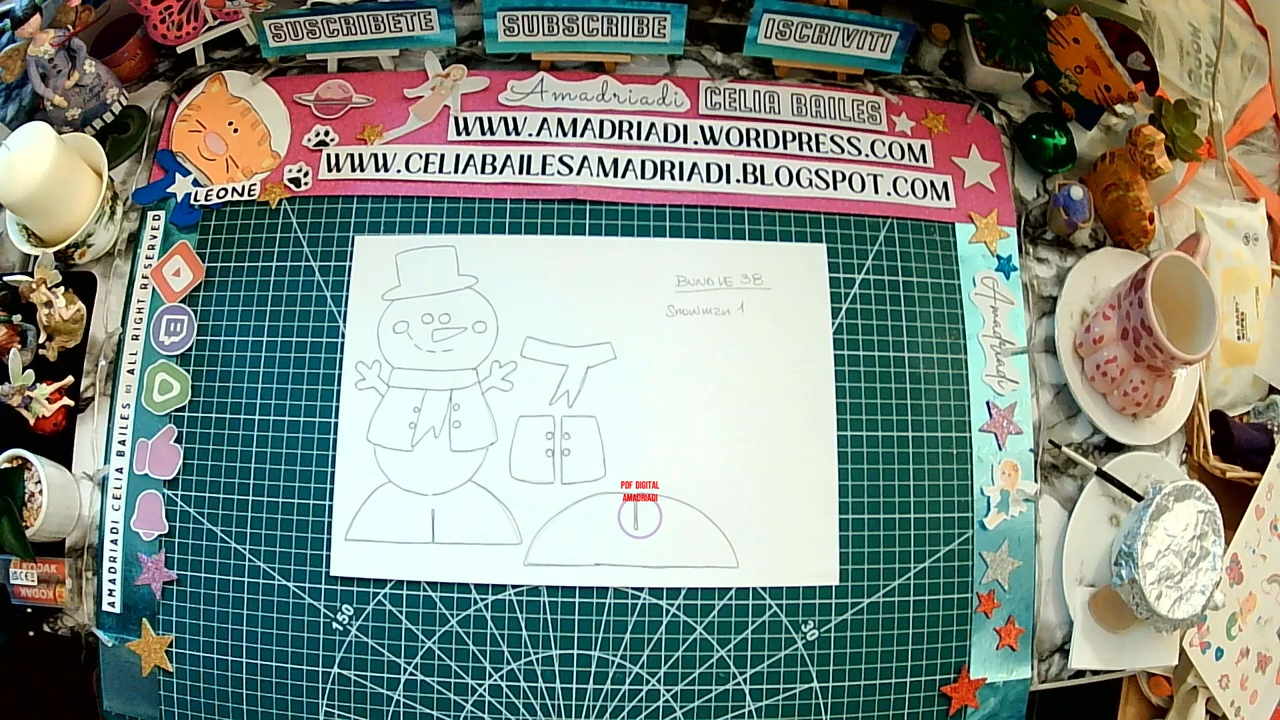 SUSCRIBETE
SUBSCRIBE
ISCRIVITI
Amadriadi CELIA BAILES
WWW.AMADRIADI.WORDPRESS.COM
WWW.CELIABAILESAMADRIADI.BLOGSPOT.COM
LEONE
AMADRIADI CELIA BAILES ALL RIGHT RESERVED
Amadriadi
BUNDLE 38
Snowman 1
PDF DIGITAL
AMADRIADI
150
30
KODAK